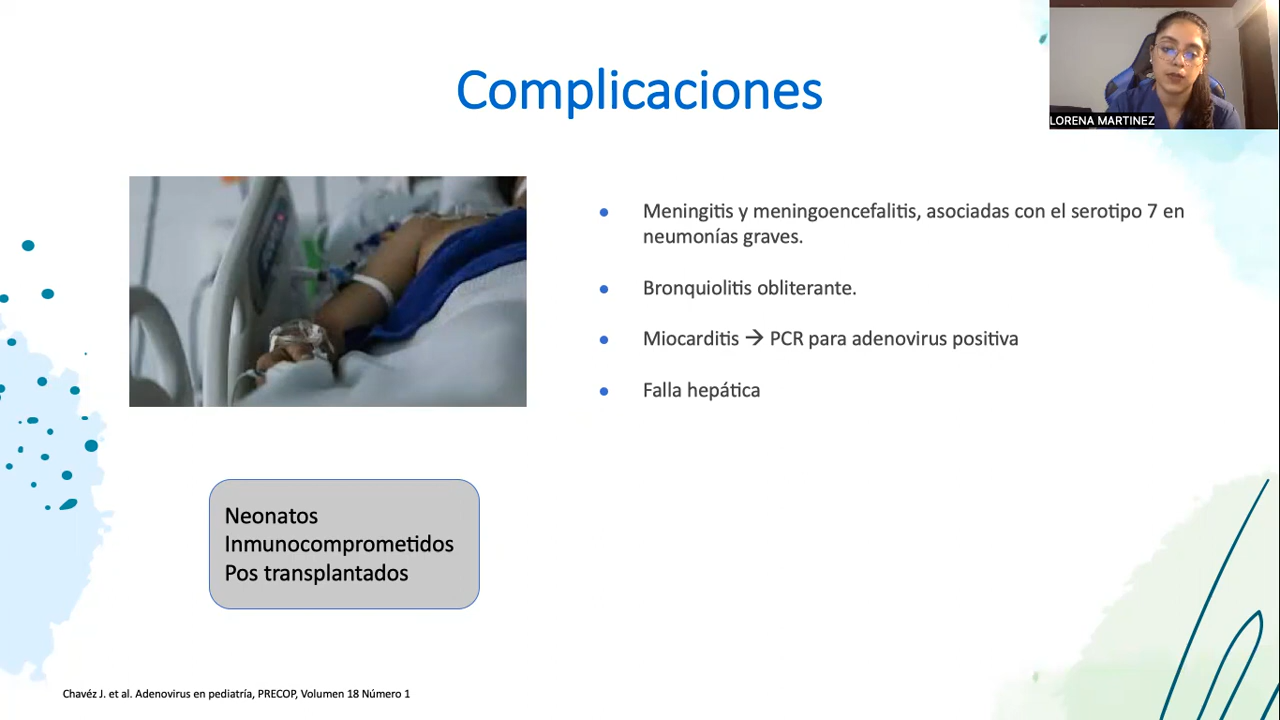 Complicaciones
LORENA MARTINEZ
● Meningitis y meningoencefalitis, asociadas con el serotipo 7 en
neumonías graves.
● Bronquiolitis obliterante.
● Miocarditis → PCR para adenovirus positiva
● Falla hepática
Neonatos
Inmunocomprometidos
Pos transplantados
Chavéz J. et al. Adenovirus en pediatría, PRECOP, Volumen 18 Número 1